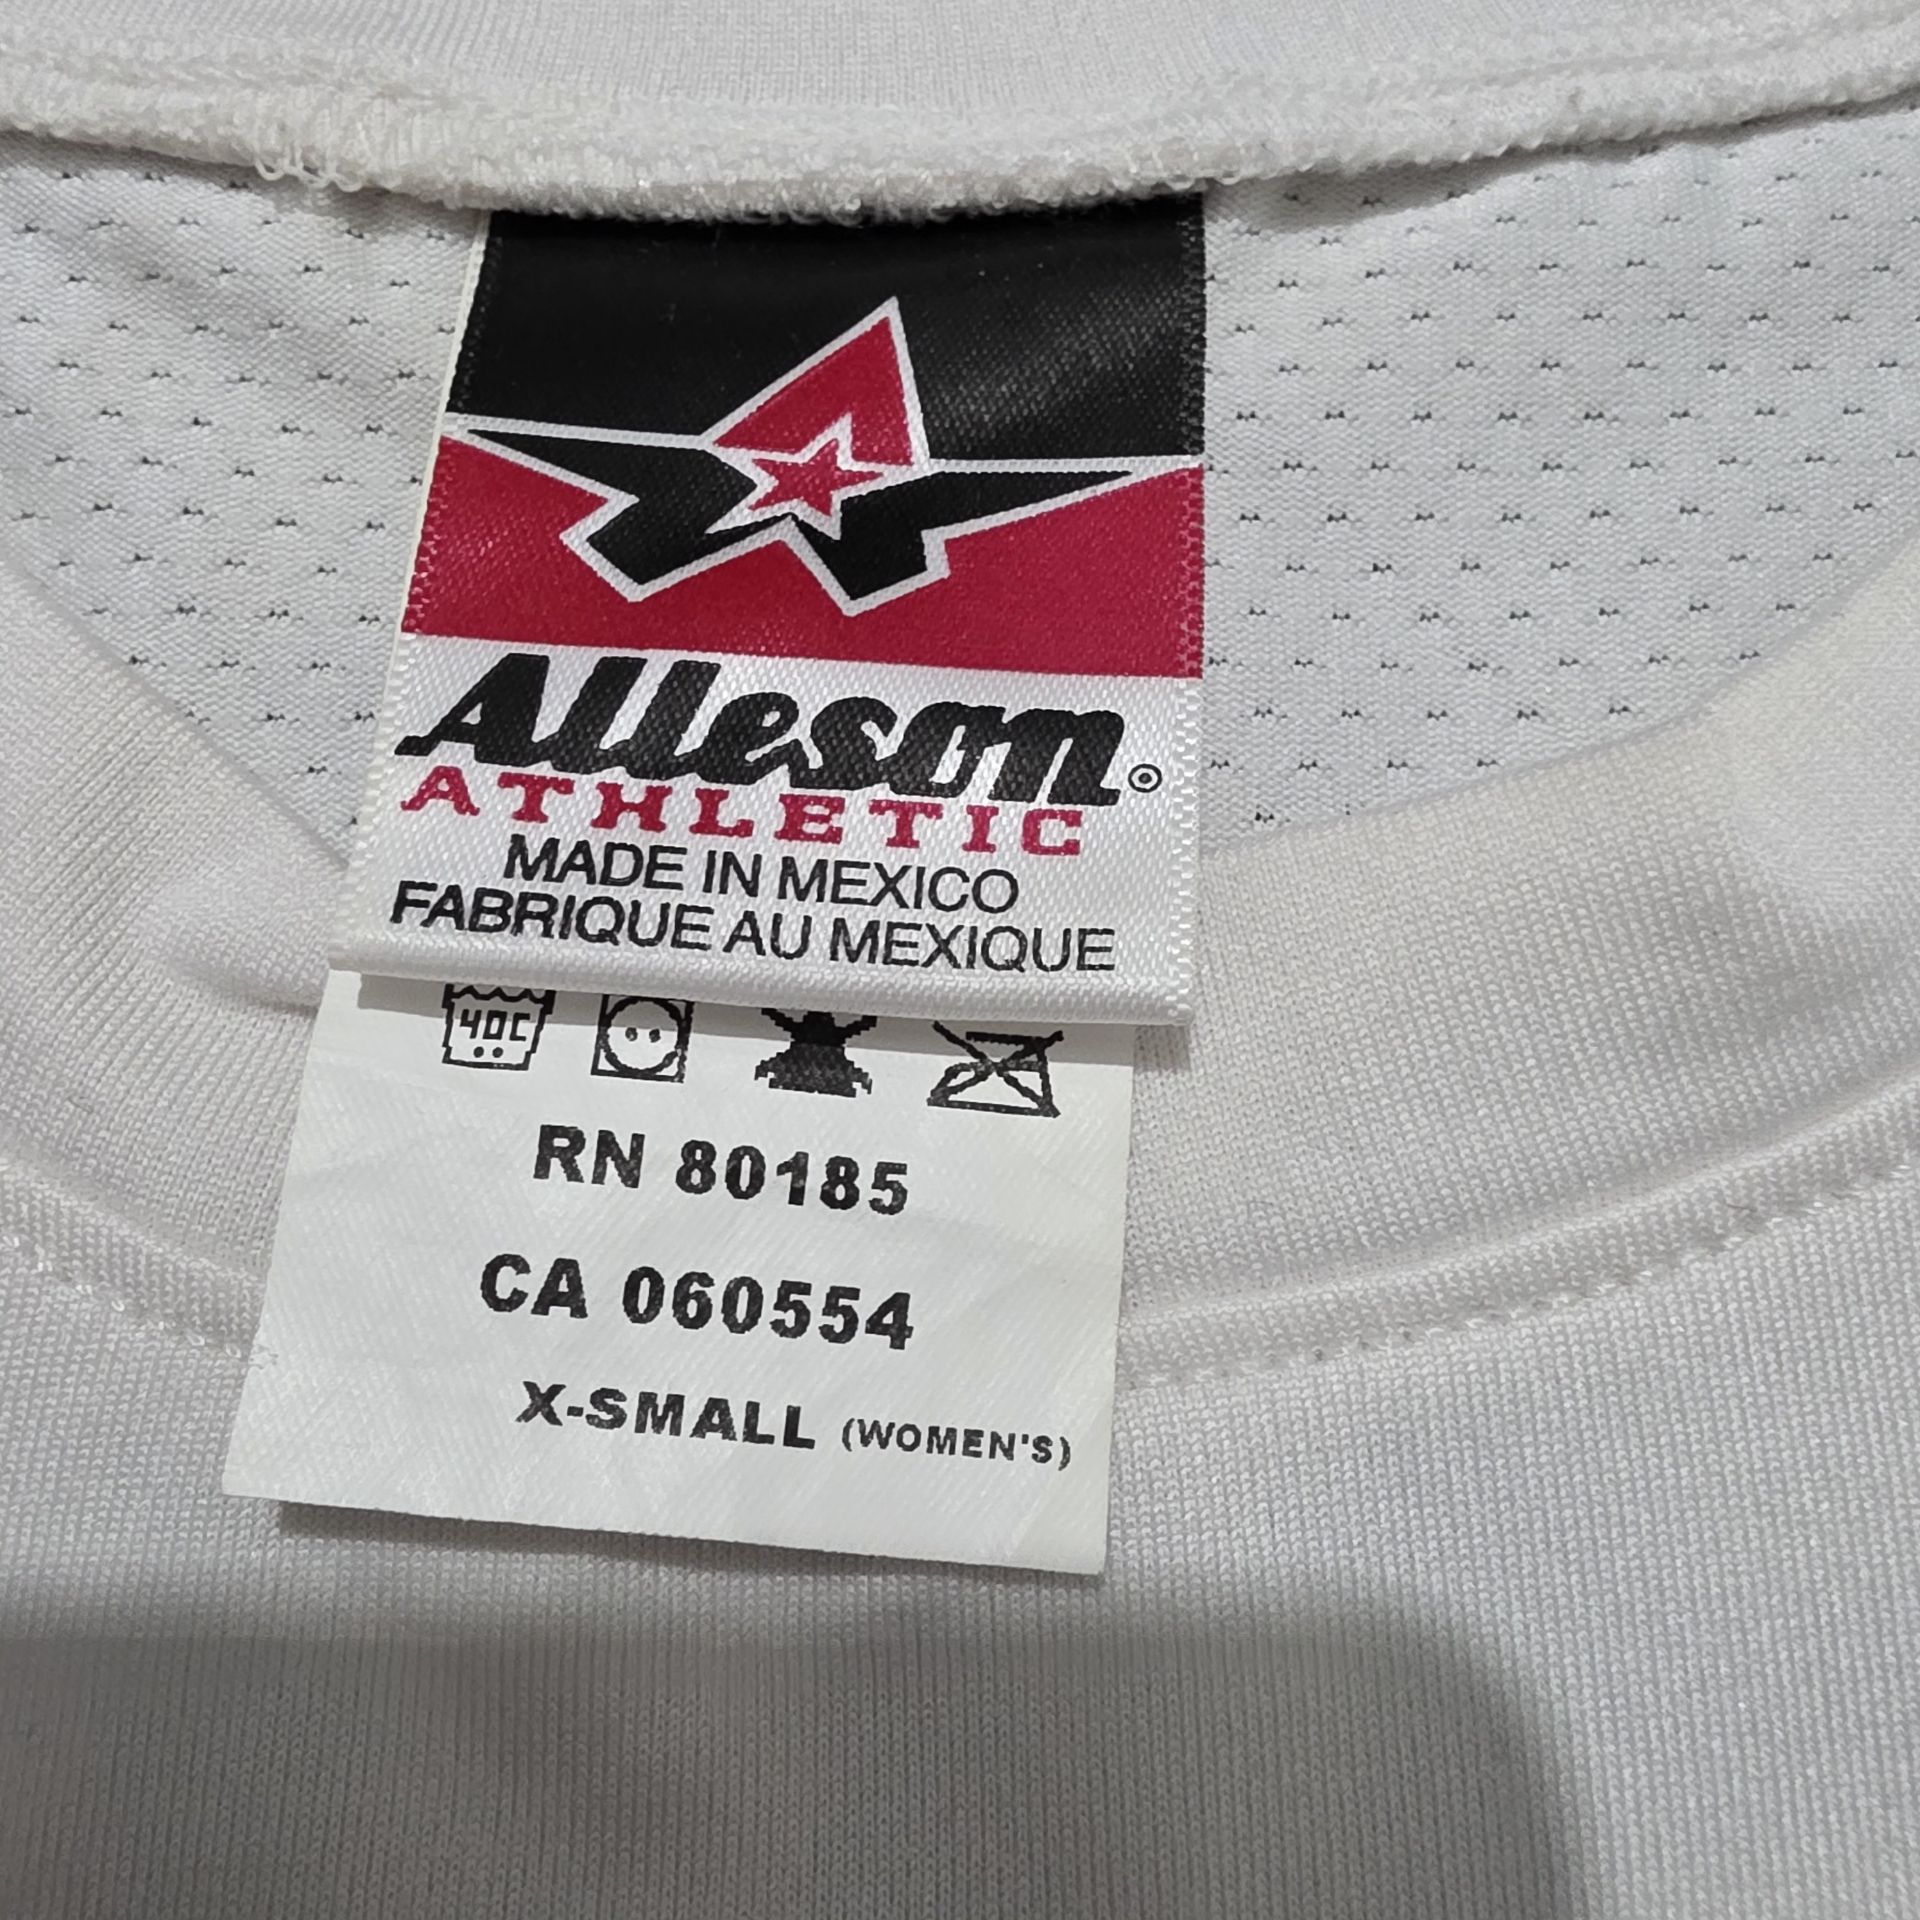 Alleson®
ATHLETIC
MADE IN MEXICO
FABRIQUE AU MEXIQUE
40C
RN 80185
CA 060554
X-SMALL (WOMEN'S)